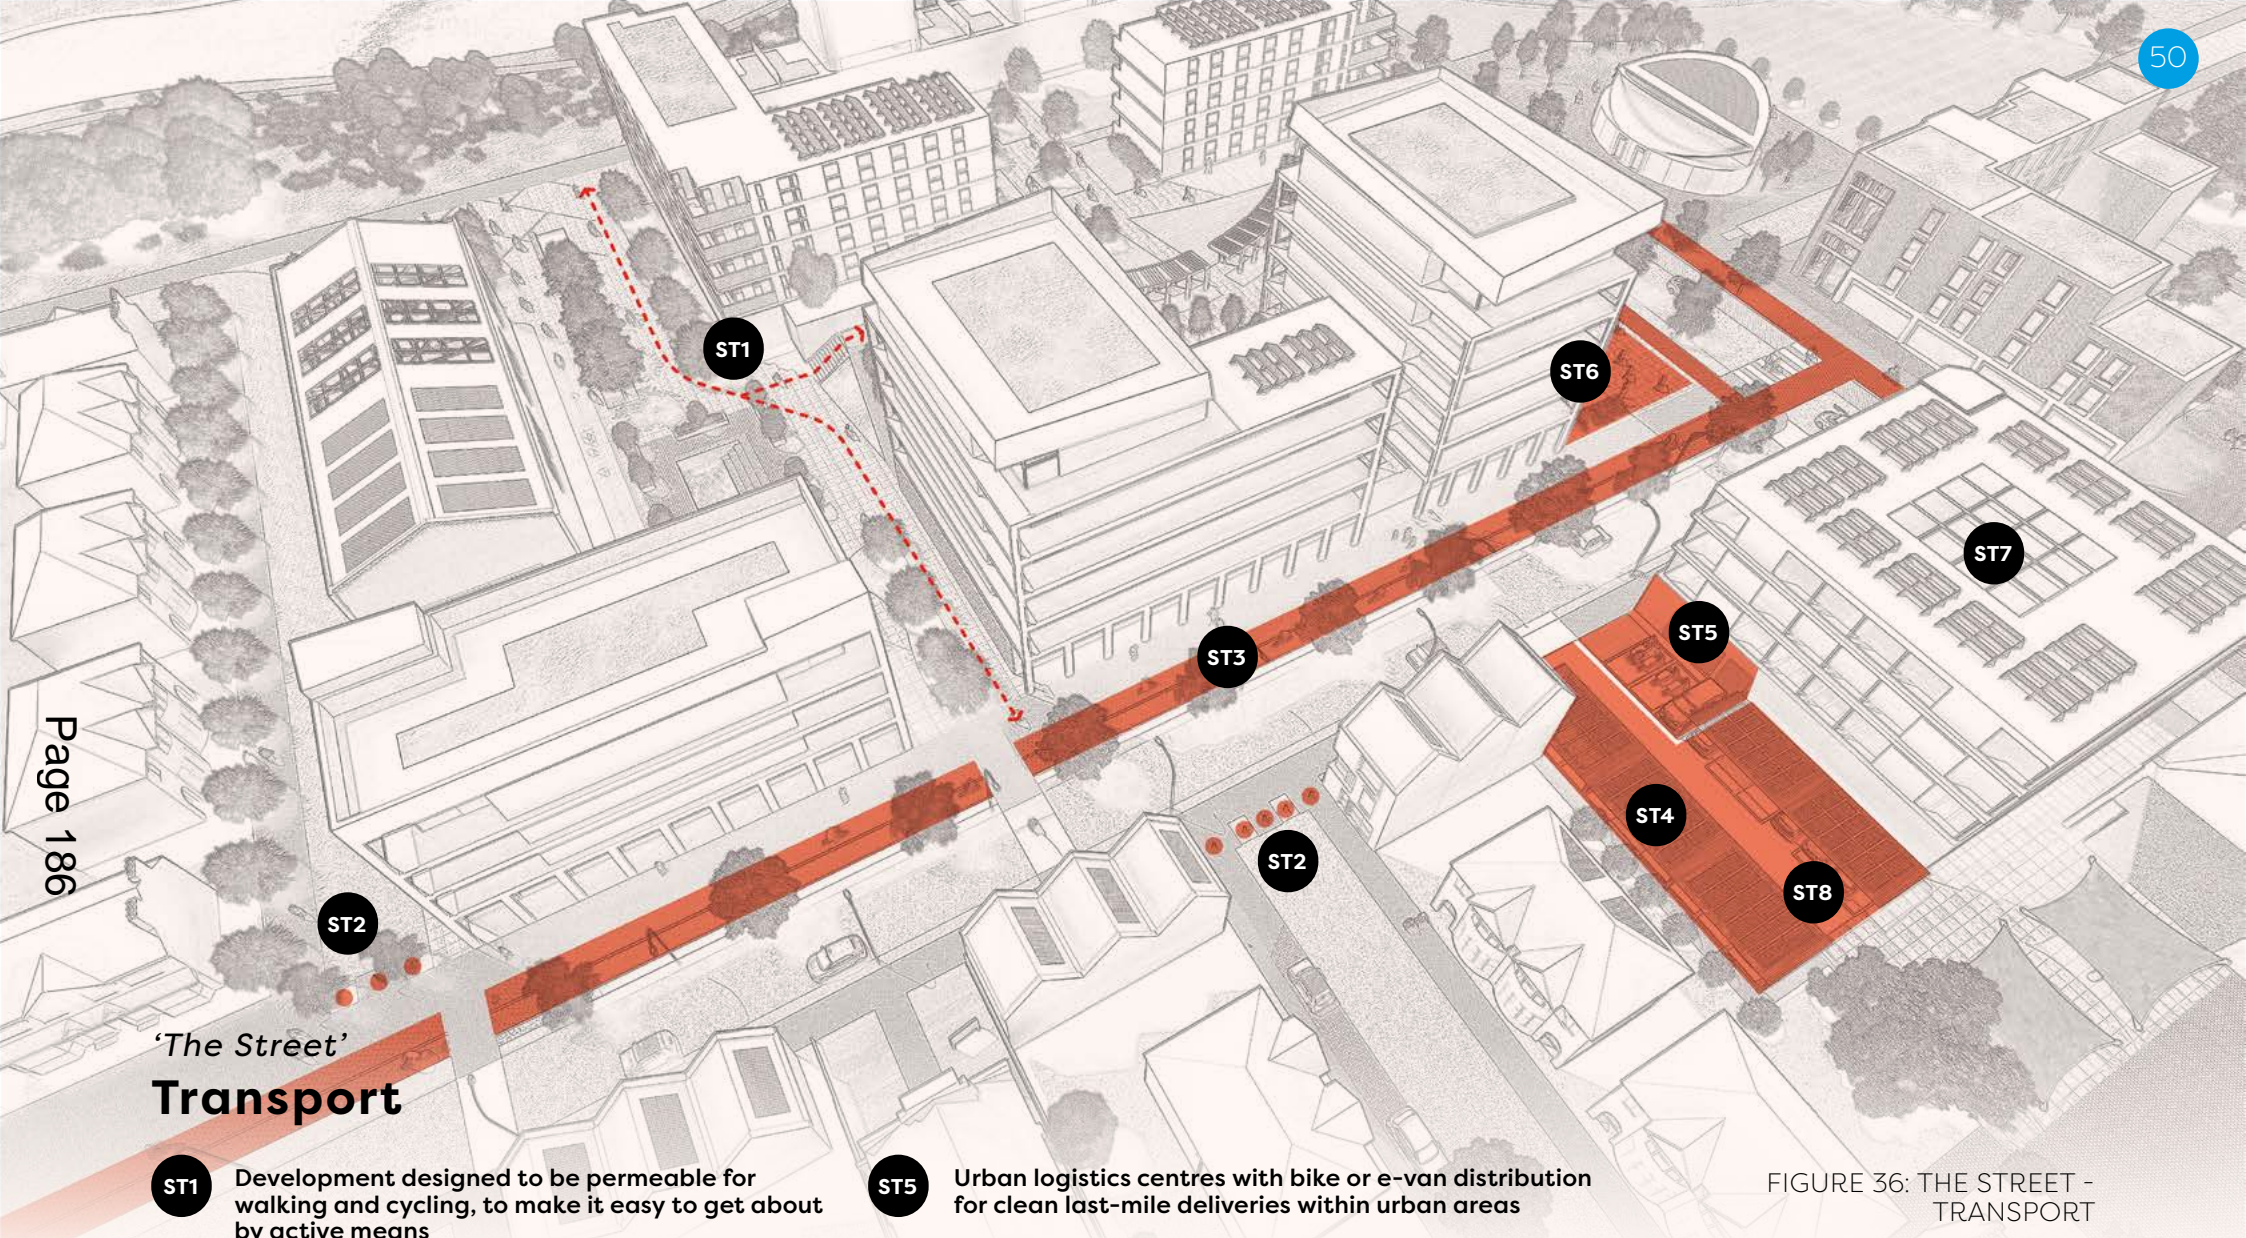 50
ST1
ST6
ST7
ST5
ST3
ST4
ST2
ST8
ST2
Page 186
‘The Street’
Transport
ST1
Development designed to be permeable for
walking and cycling, to make it easy to get about
by active means
ST5
Urban logistics centres with bike or e-van distribution
for clean last-mile deliveries within urban areas
FIGURE 36: THE STREET -
TRANSPORT